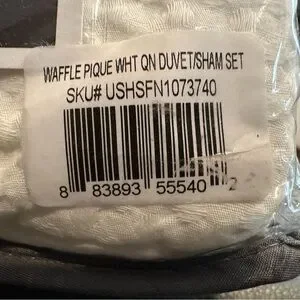 WAFFLE PIQUE WHT QN DUVET/SHAM SET
SKU# USHSFN1073740
8 83893 55540 2